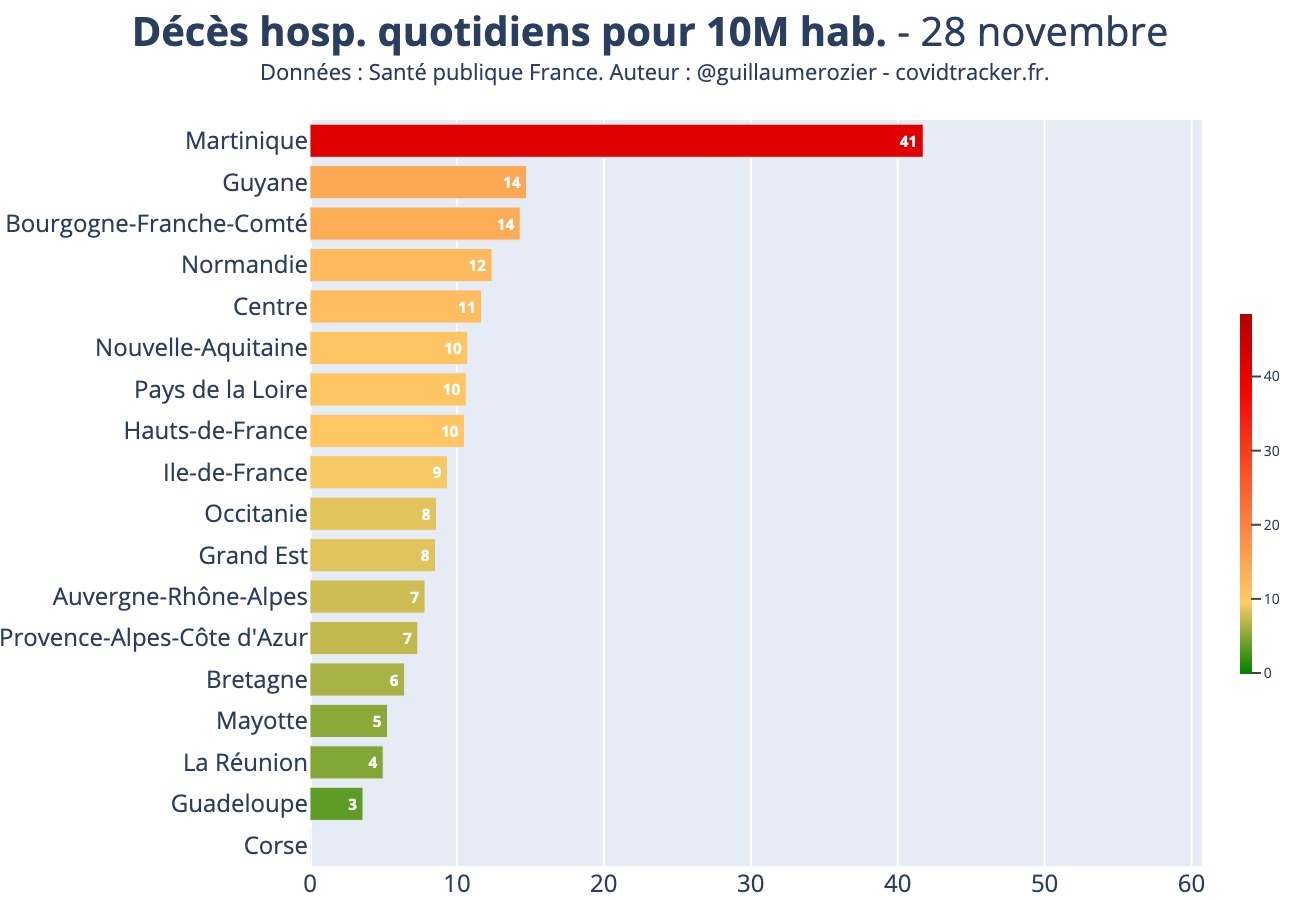 Décès hosp. quotidiens pour 10M hab. - 28 novembre
Données : Santé publique France. Auteur : @guillaumerozier - covidtracker.fr.
Martinique 41
Guyane 14
Bourgogne-Franche-Comté 14
Normandie 12
Centre 11
Nouvelle-Aquitaine 10
Pays de la Loire 10
Hauts-de-France 10
Ile-de-France 9
Occitanie 8
Grand Est 8
Auvergne-Rhône-Alpes 7
Provence-Alpes-Côte d'Azur 7
Bretagne 6
Mayotte 5
La Réunion 4
Guadeloupe 3
Corse
0 10 20 30 40 50 60
40
30
20
10
0